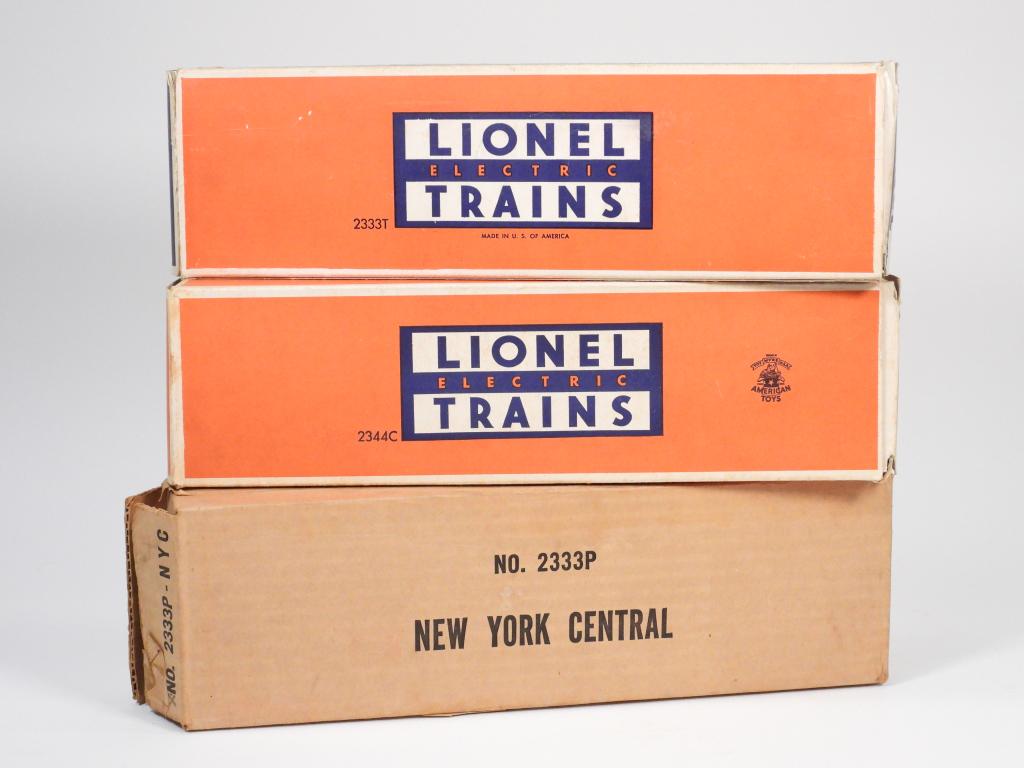 LIONEL
ELECTRIC
TRAINS
2333T
MADE IN U. S. OF AMERICA
LIONEL
ELECTRIC
TRAINS
2344C
AMERICAN
TOYS
NO. 2333P - NYC
NO. 2333P
NEW YORK CENTRAL